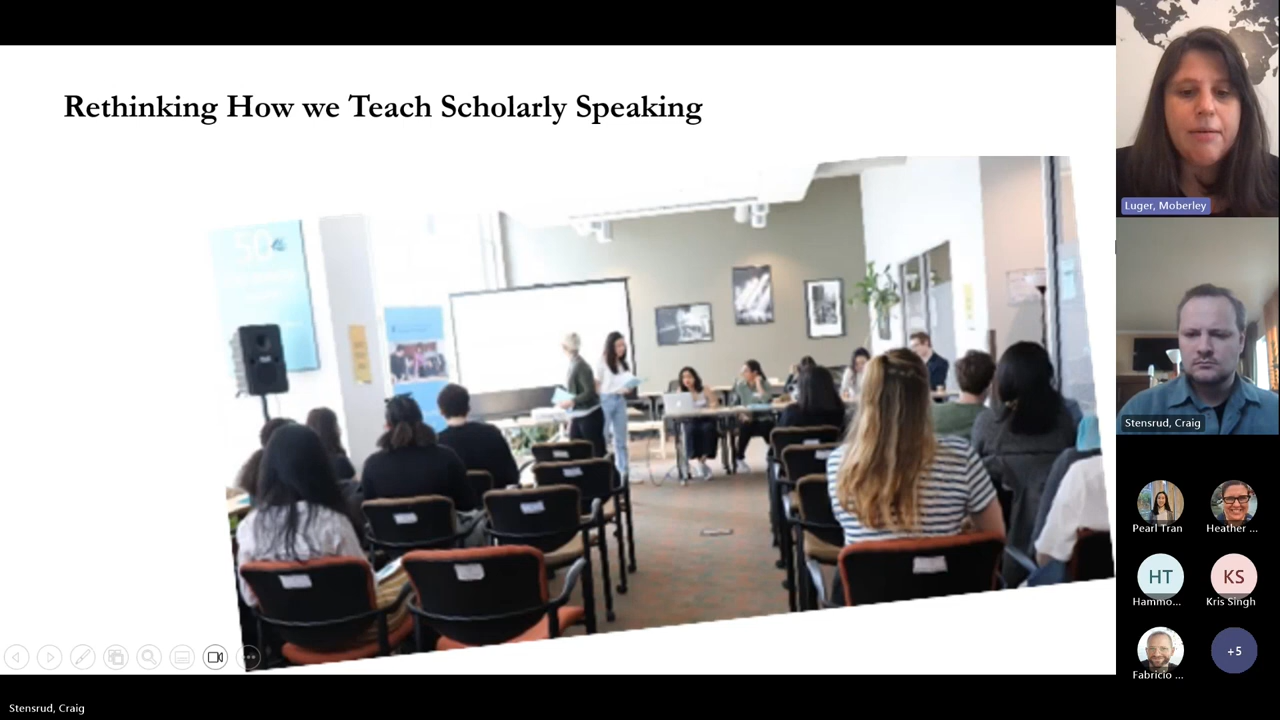 Rethinking How we Teach Scholarly Speaking
50
Luger, Moberley
Stensrud, Craig
Pearl Tran
Heather ...
HT
Hammo...
KS
Kris Singh
Fabricio ...
+5
Stensrud, Craig